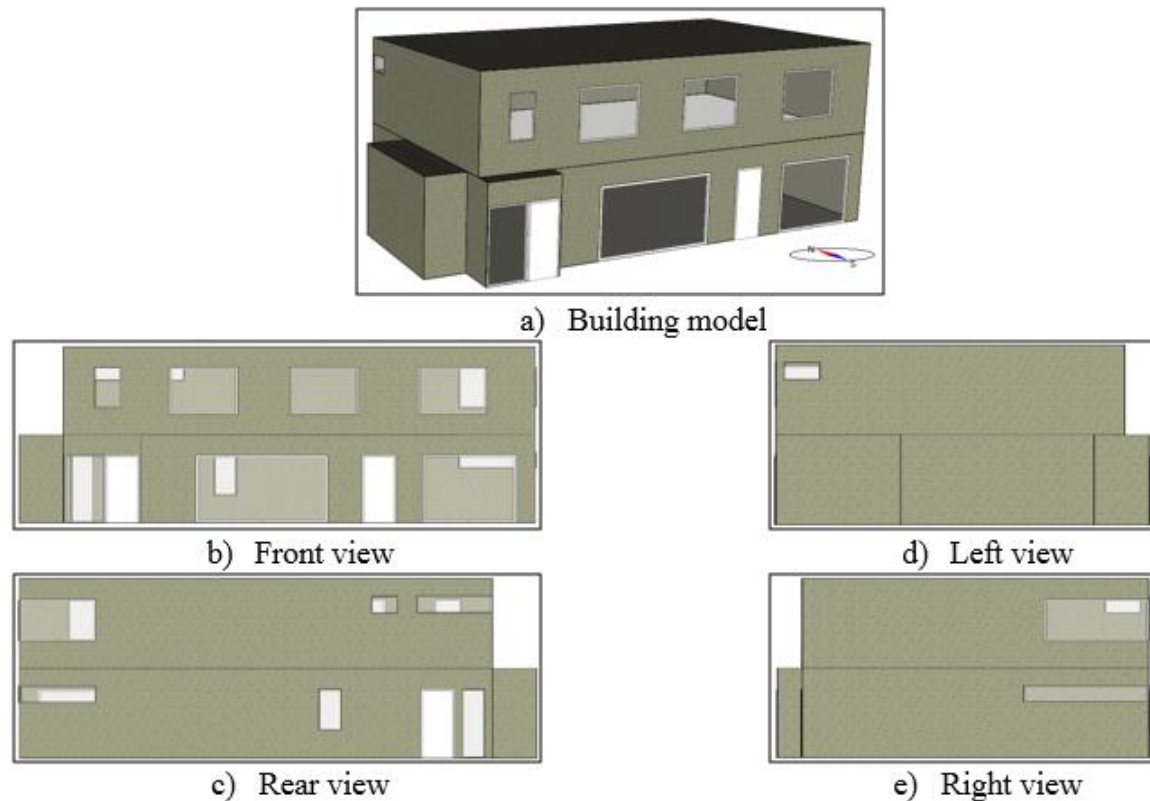 N
S
a) Building model
b) Front view
d) Left view
c) Rear view
e) Right view